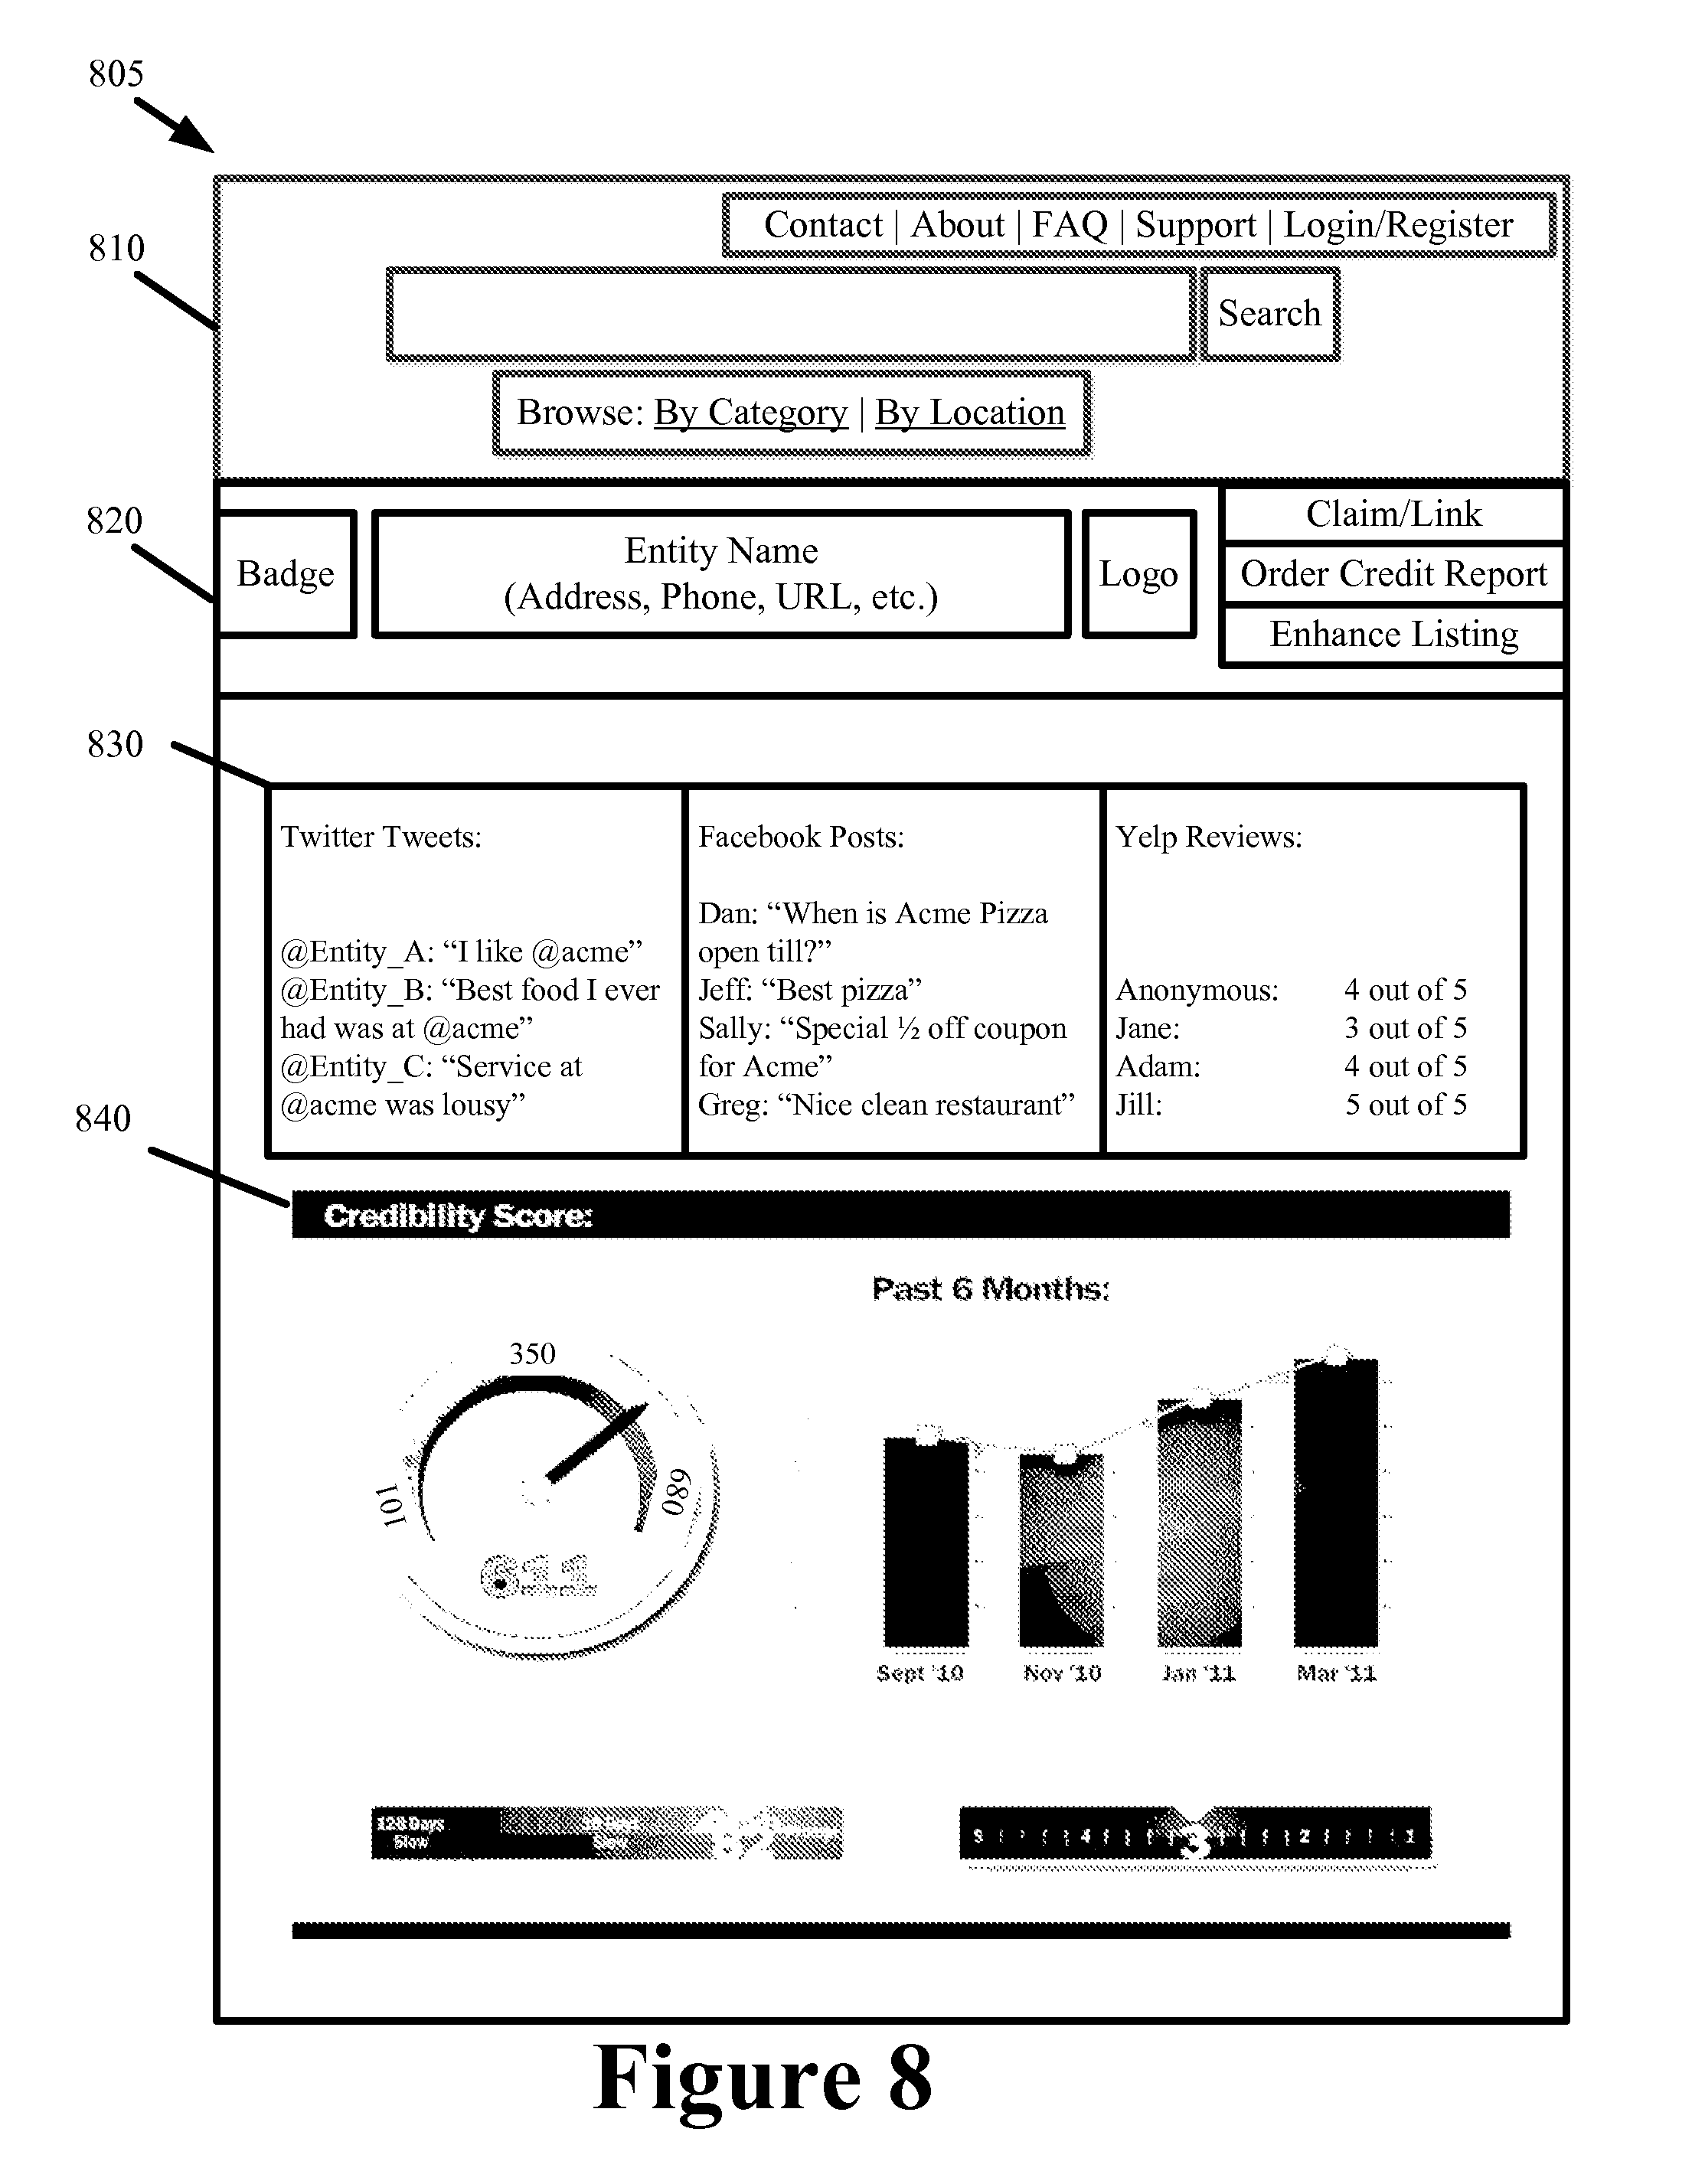 805
810
Contact | About | FAQ | Support | Login/Register
Search
Browse: By Category | By Location
820
Badge
Entity Name
(Address, Phone, URL, etc.)
Logo
Claim/Link
Order Credit Report
Enhance Listing
830
Twitter Tweets:
@Entity_A: “I like @acme”
@Entity_B: “Best food I ever
had was at @acme”
@Entity_C: “Service at
@acme was lousy”
Facebook Posts:
Dan: “When is Acme Pizza
open till?”
Jeff: “Best pizza”
Sally: “Special ½ off coupon
for Acme”
Greg: “Nice clean restaurant”
Yelp Reviews:
Anonymous: 4 out of 5
Jane: 3 out of 5
Adam: 4 out of 5
Jill: 5 out of 5
840
Credibility Score:
Past 6 Months:
350
101
680
611
Sept '10
Nov '10
Jan '11
Mar '11
128 Days
Slow
4 3 2 1
Figure 8